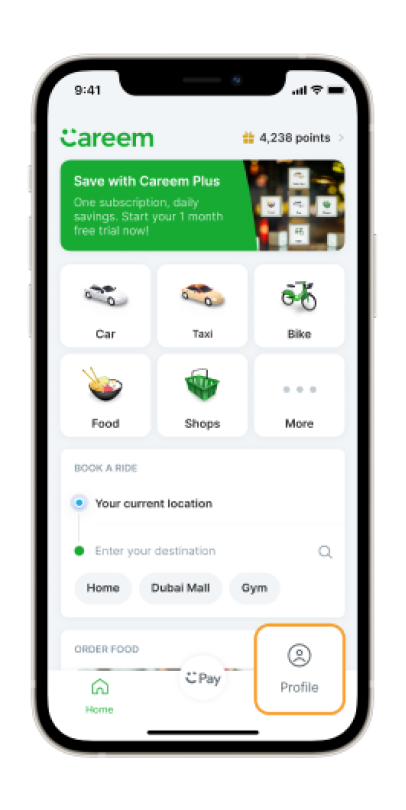 9:41
Careem
4,238 points
Save with Careem Plus
One subscription, daily
savings. Start your 1 month
free trial now!
Car
Taxi
Bike
Food
Shops
More
BOOK A RIDE
Your current location
Enter your destination
Home
Dubai Mall
Gym
ORDER FOOD
Pay
Profile
Home